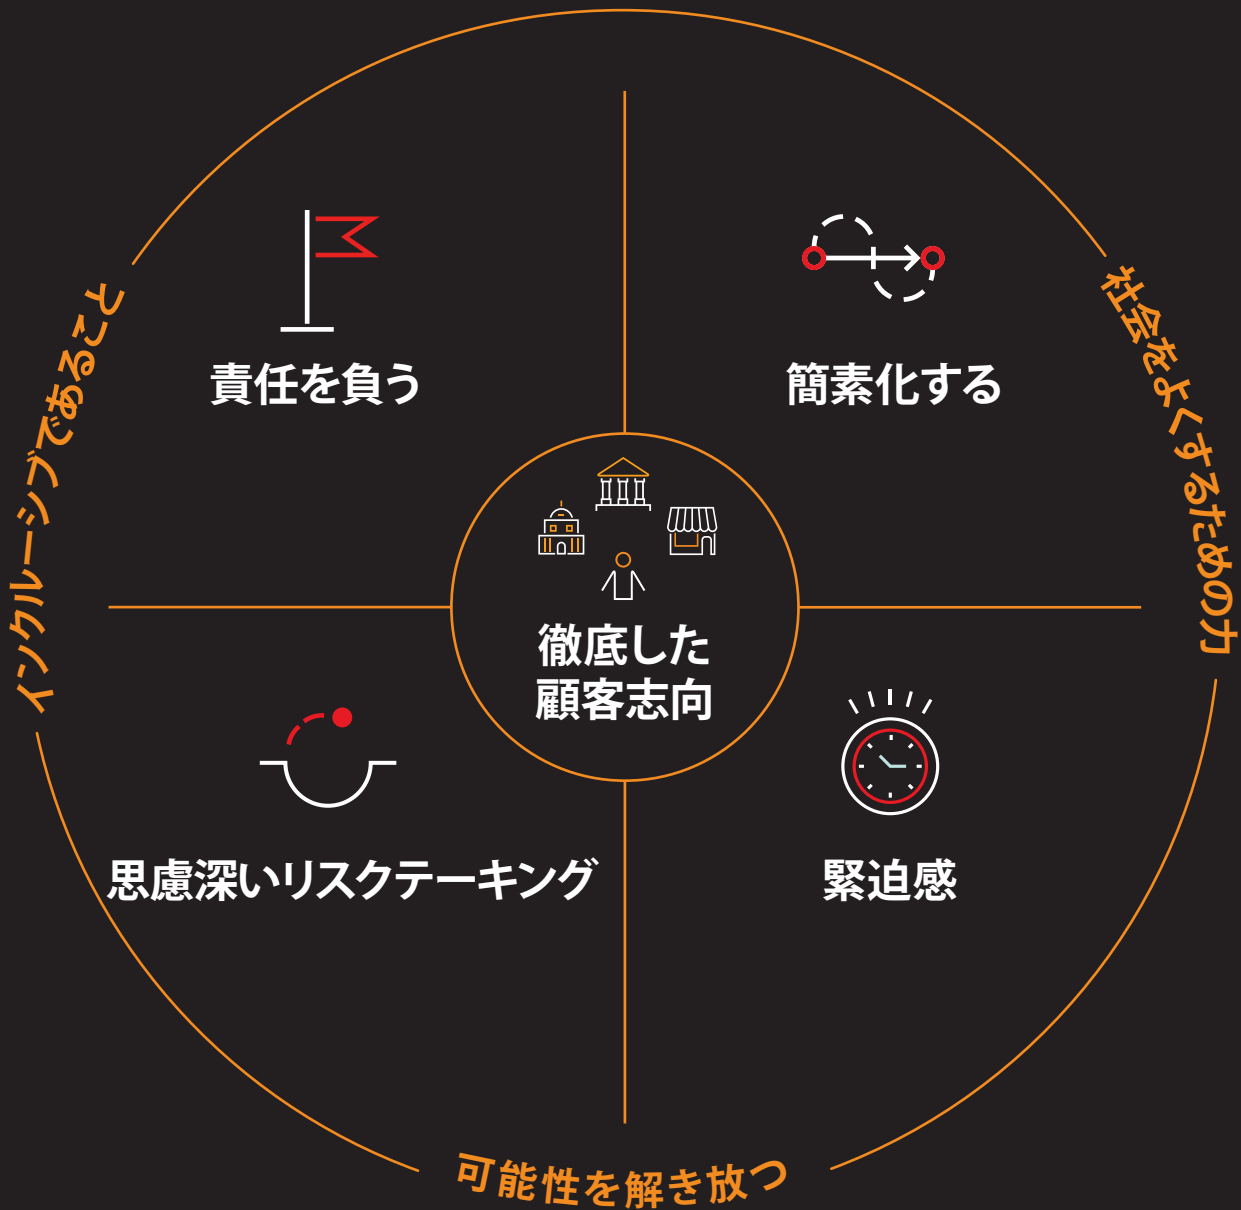 責任を負う
簡素化する
インクルーシブであること
社会をよくするための力
徹底した
顧客志向
思慮深いリスクテーキング
緊迫感
可能性を解き放つ